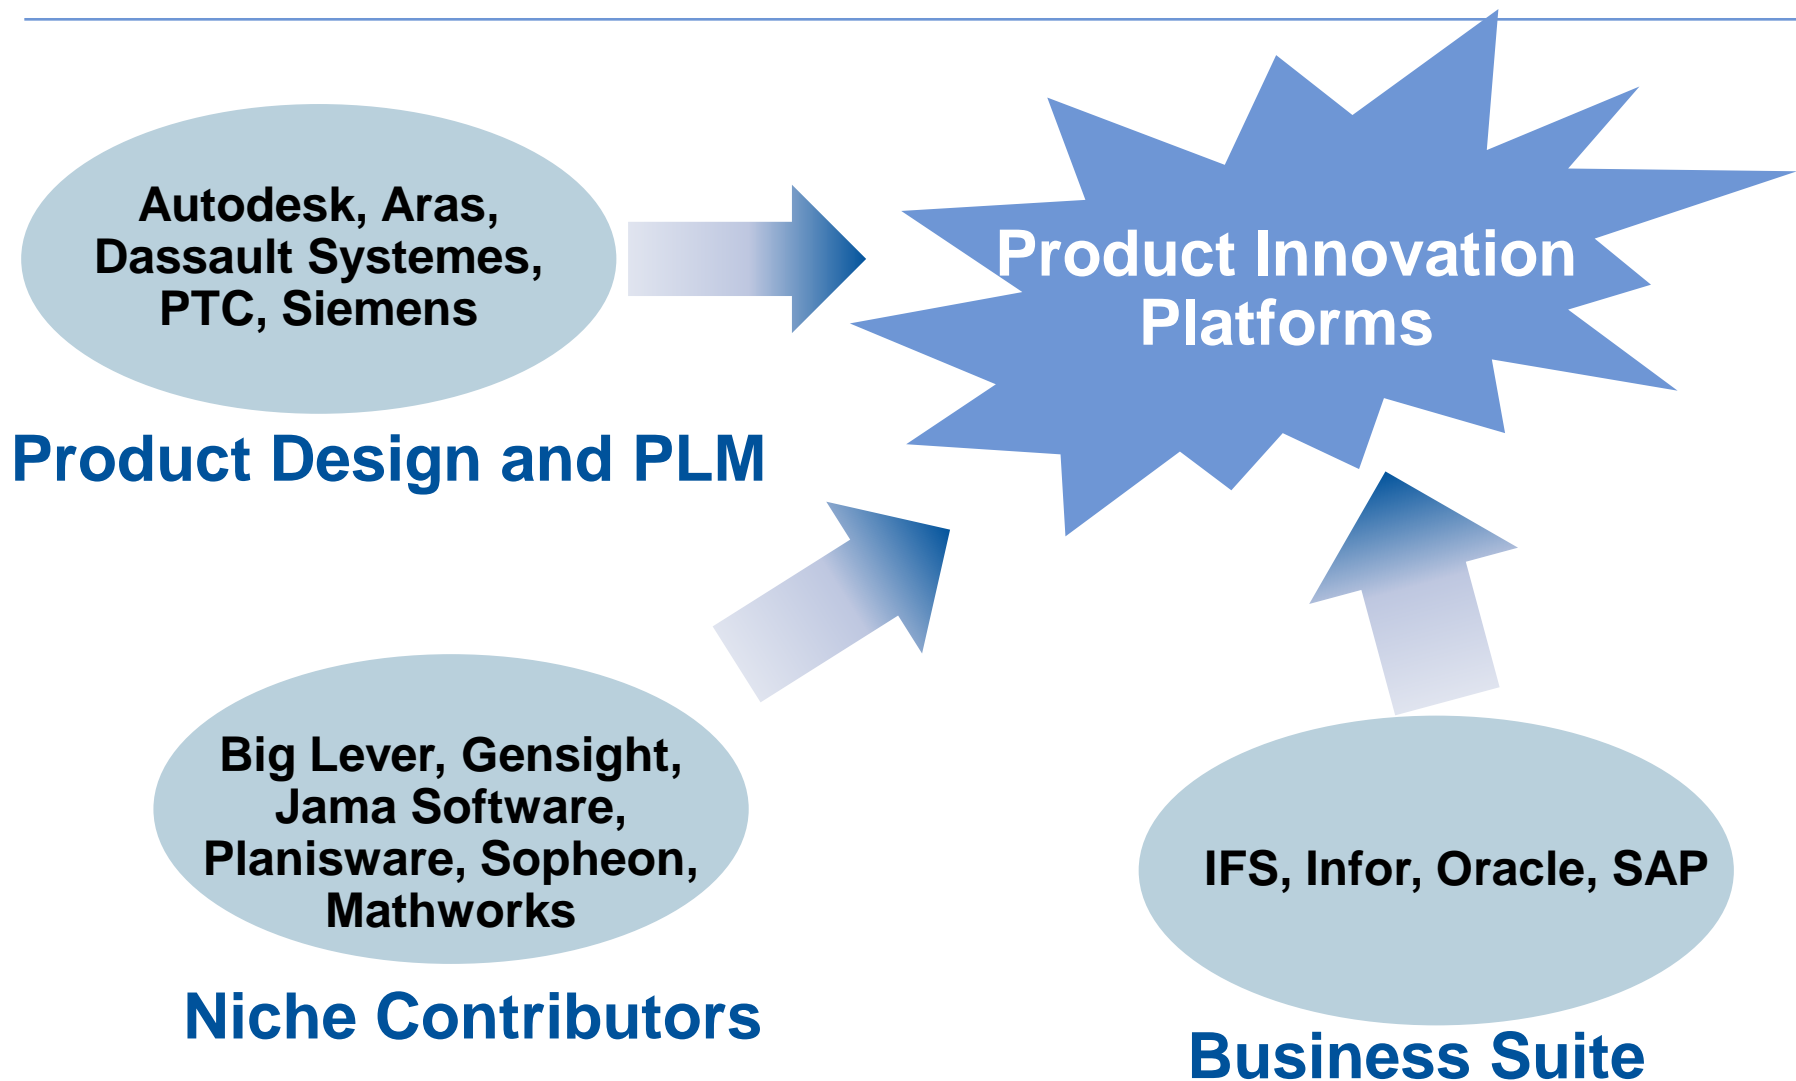 Autodesk, Aras,
Dassault Systemes,
PTC, Siemens
Product Design and PLM
Product Innovation
Platforms
Big Lever, Gensight,
Jama Software,
Planisware, Sopheon,
Mathworks
Niche Contributors
IFS, Infor, Oracle, SAP
Business Suite